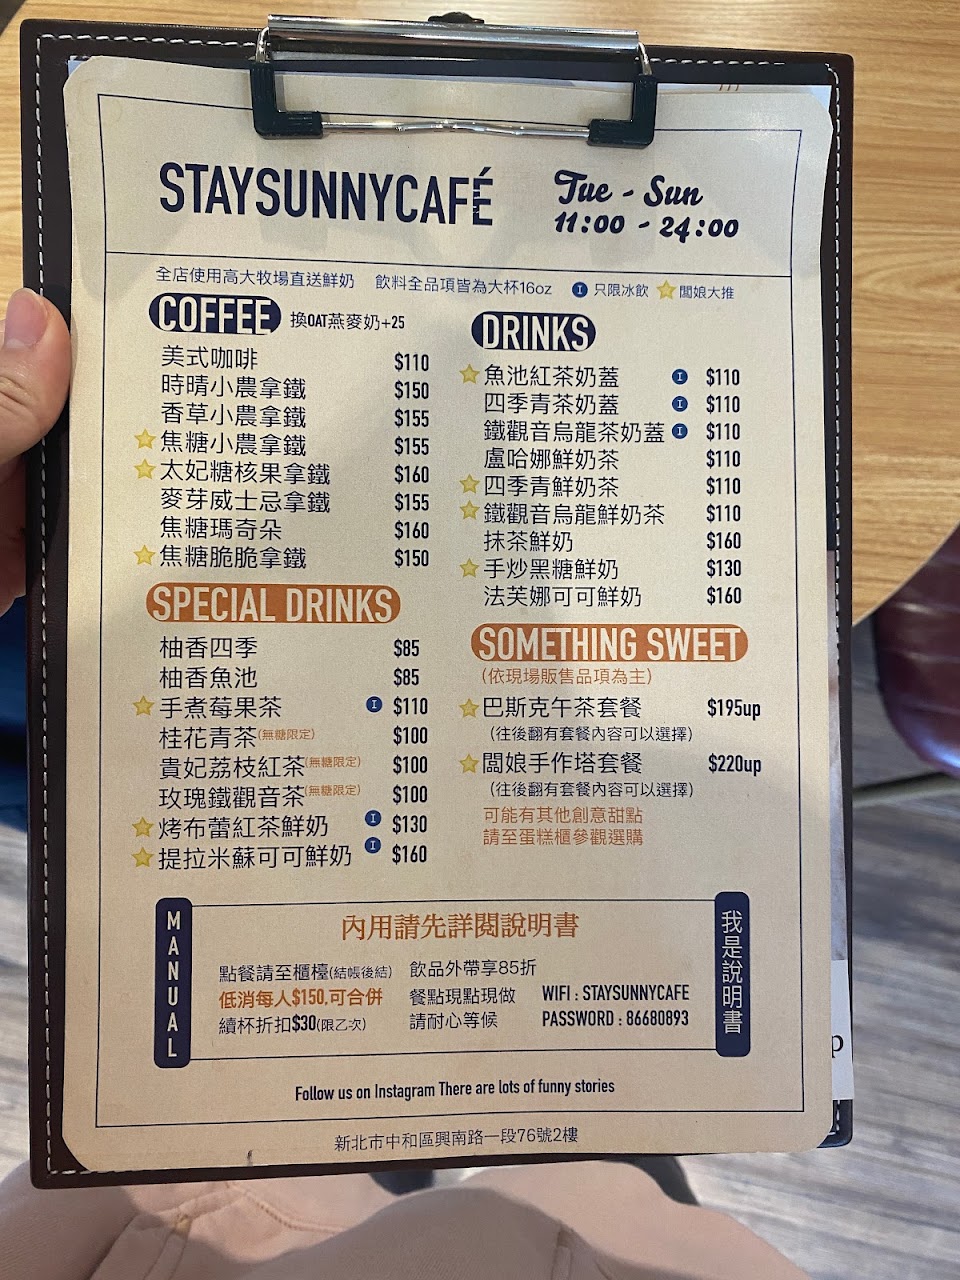 STAYSUNNYCAFÉ
Tue - Sun
11:00 - 24:00
全店使用高大牧場直送鮮奶 飲料全品項皆為大杯16oz I 只限冰飲 闆娘大推
COFFEE 換OAT燕麥奶+25
美式咖啡 $110
時晴小農拿鐵 $150
香草小農拿鐵 $155
焦糖小農拿鐵 $155
太妃糖核果拿鐵 $160
麥芽威士忌拿鐵 $155
焦糖瑪奇朵 $160
焦糖脆脆拿鐵 $150
SPECIAL DRINKS
柚香四季 $85
柚香魚池 $85
手煮莓果茶 I $110
桂花青茶(無糖限定) $100
貴妃荔枝紅茶(無糖限定) $100
玫瑰鐵觀音茶(無糖限定) $100
烤布蕾紅茶鮮奶 I $130
提拉米蘇可可鮮奶 I $160
DRINKS
魚池紅茶奶蓋 I $110
四季青茶奶蓋 I $110
鐵觀音烏龍茶奶蓋 I $110
盧哈娜鮮奶茶 $110
四季青鮮奶茶 $110
鐵觀音烏龍鮮奶茶 $110
抹茶鮮奶 $160
手炒黑糖鮮奶 $130
法芙娜可可鮮奶 $160
SOMETHING SWEET
(依現場販售品項為主)
巴斯克午茶套餐 $195up
(往後翻有套餐內容可以選擇)
闆娘手作塔套餐 $220up
(往後翻有套餐內容可以選擇)
可能有其他創意甜點
請至蛋糕櫃參觀選購
MANUAL
內用請先詳閱說明書
點餐請至櫃檯(結帳後結)
低消每人$150,可合併
續杯折扣$30(限乙次)
飲品外帶享85折
餐點現點現做
請耐心等候
WIFI : STAYSUNNYCAFE
PASSWORD : 86680893
我是說明書
Follow us on Instagram There are lots of funny stories
新北市中和區興南路一段76號2樓
p